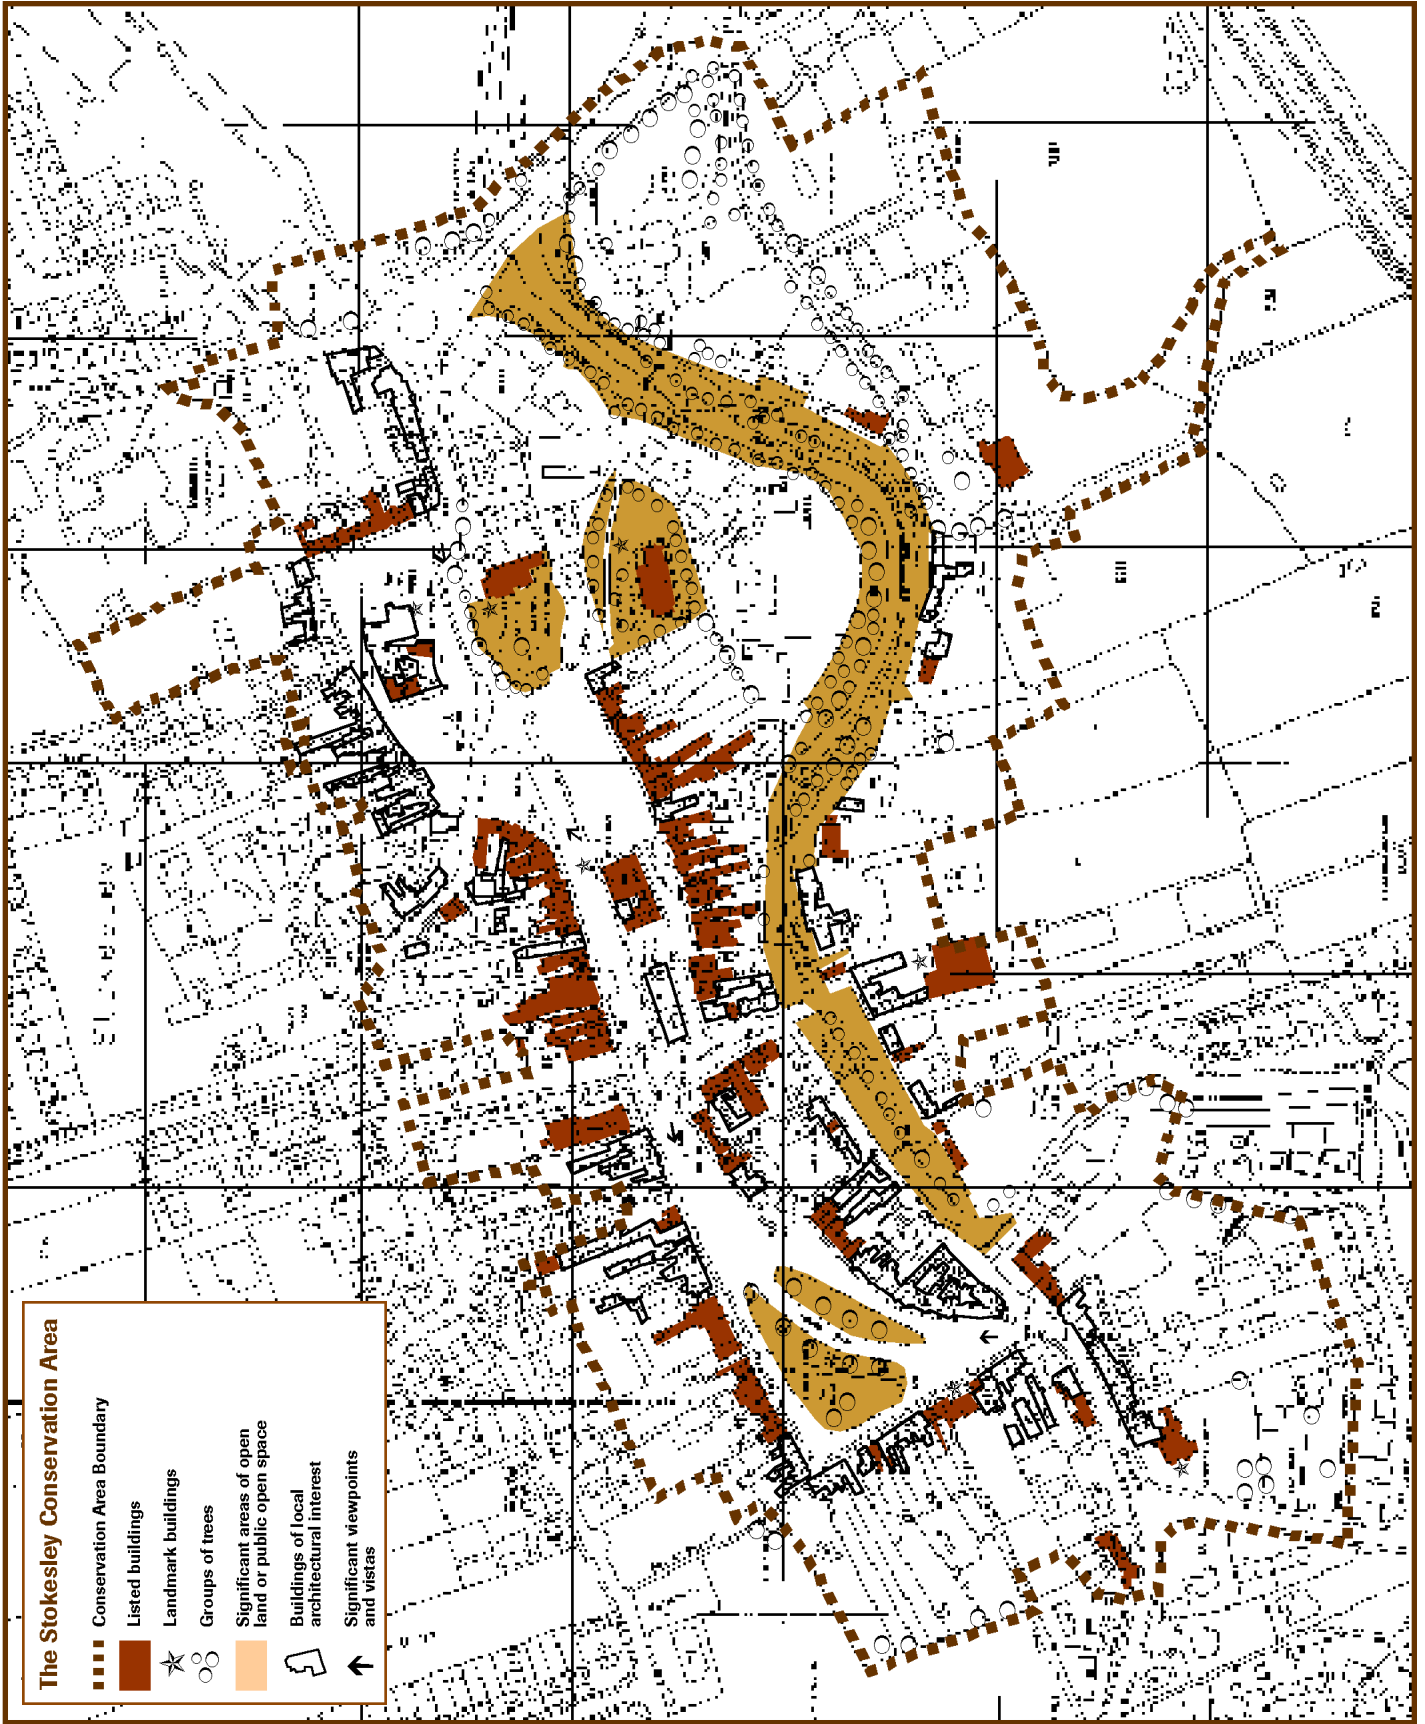 The Stokesley Conservation Area
Conservation Area Boundary
Listed buildings
Landmark buildings
Groups of trees
Significant areas of open
land or public open space
Buildings of local
architectural interest
Significant viewpoints
and vistas